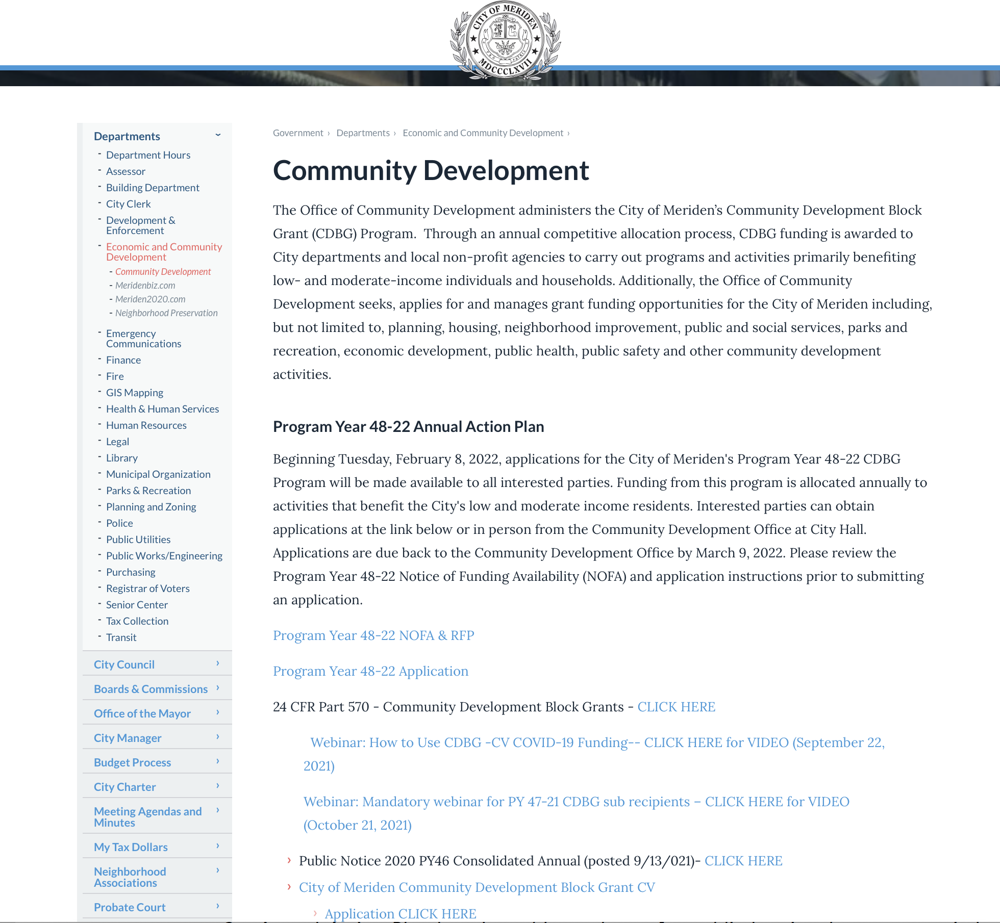 CITY OF MERIDEN
MDCCCLXVII
Departments
- Department Hours
- Assessor
- Building Department
- City Clerk
- Development &
Enforcement
- Economic and Community
Development
- Community Development
- Meridenbiz.com
- Meriden2020.com
- Neighborhood Preservation
- Emergency
Communications
- Finance
- Fire
- GIS Mapping
- Health & Human Services
- Human Resources
- Legal
- Library
- Municipal Organization
- Parks & Recreation
- Planning and Zoning
- Police
- Public Utilities
- Public Works/Engineering
- Purchasing
- Registrar of Voters
- Senior Center
- Tax Collection
- Transit
City Council ›
Boards & Commissions ›
Office of the Mayor ›
City Manager ›
Budget Process ›
City Charter ›
Meeting Agendas and ›
Minutes
My Tax Dollars ›
Neighborhood ›
Associations
Probate Court ›
Government › Departments › Economic and Community Development ›
Community Development
The Office of Community Development administers the City of Meriden’s Community Development Block
Grant (CDBG) Program.  Through an annual competitive allocation process, CDBG funding is awarded to
City departments and local non-profit agencies to carry out programs and activities primarily benefiting
low- and moderate-income individuals and households. Additionally, the Office of Community
Development seeks, applies for and manages grant funding opportunities for the City of Meriden including,
but not limited to, planning, housing, neighborhood improvement, public and social services, parks and
recreation, economic development, public health, public safety and other community development
activities.
Program Year 48-22 Annual Action Plan
Beginning Tuesday, February 8, 2022, applications for the City of Meriden's Program Year 48-22 CDBG
Program will be made available to all interested parties. Funding from this program is allocated annually to
activities that benefit the City's low and moderate income residents. Interested parties can obtain
applications at the link below or in person from the Community Development Office at City Hall.
Applications are due back to the Community Development Office by March 9, 2022. Please review the
Program Year 48-22 Notice of Funding Availability (NOFA) and application instructions prior to submitting
an application.
Program Year 48-22 NOFA & RFP
Program Year 48-22 Application
24 CFR Part 570 - Community Development Block Grants - CLICK HERE
Webinar: How to Use CDBG -CV COVID-19 Funding-- CLICK HERE for VIDEO (September 22,
2021)
Webinar: Mandatory webinar for PY 47-21 CDBG sub recipients – CLICK HERE for VIDEO
(October 21, 2021)
› Public Notice 2020 PY46 Consolidated Annual (posted 9/13/021)- CLICK HERE
› City of Meriden Community Development Block Grant CV
› Application CLICK HERE